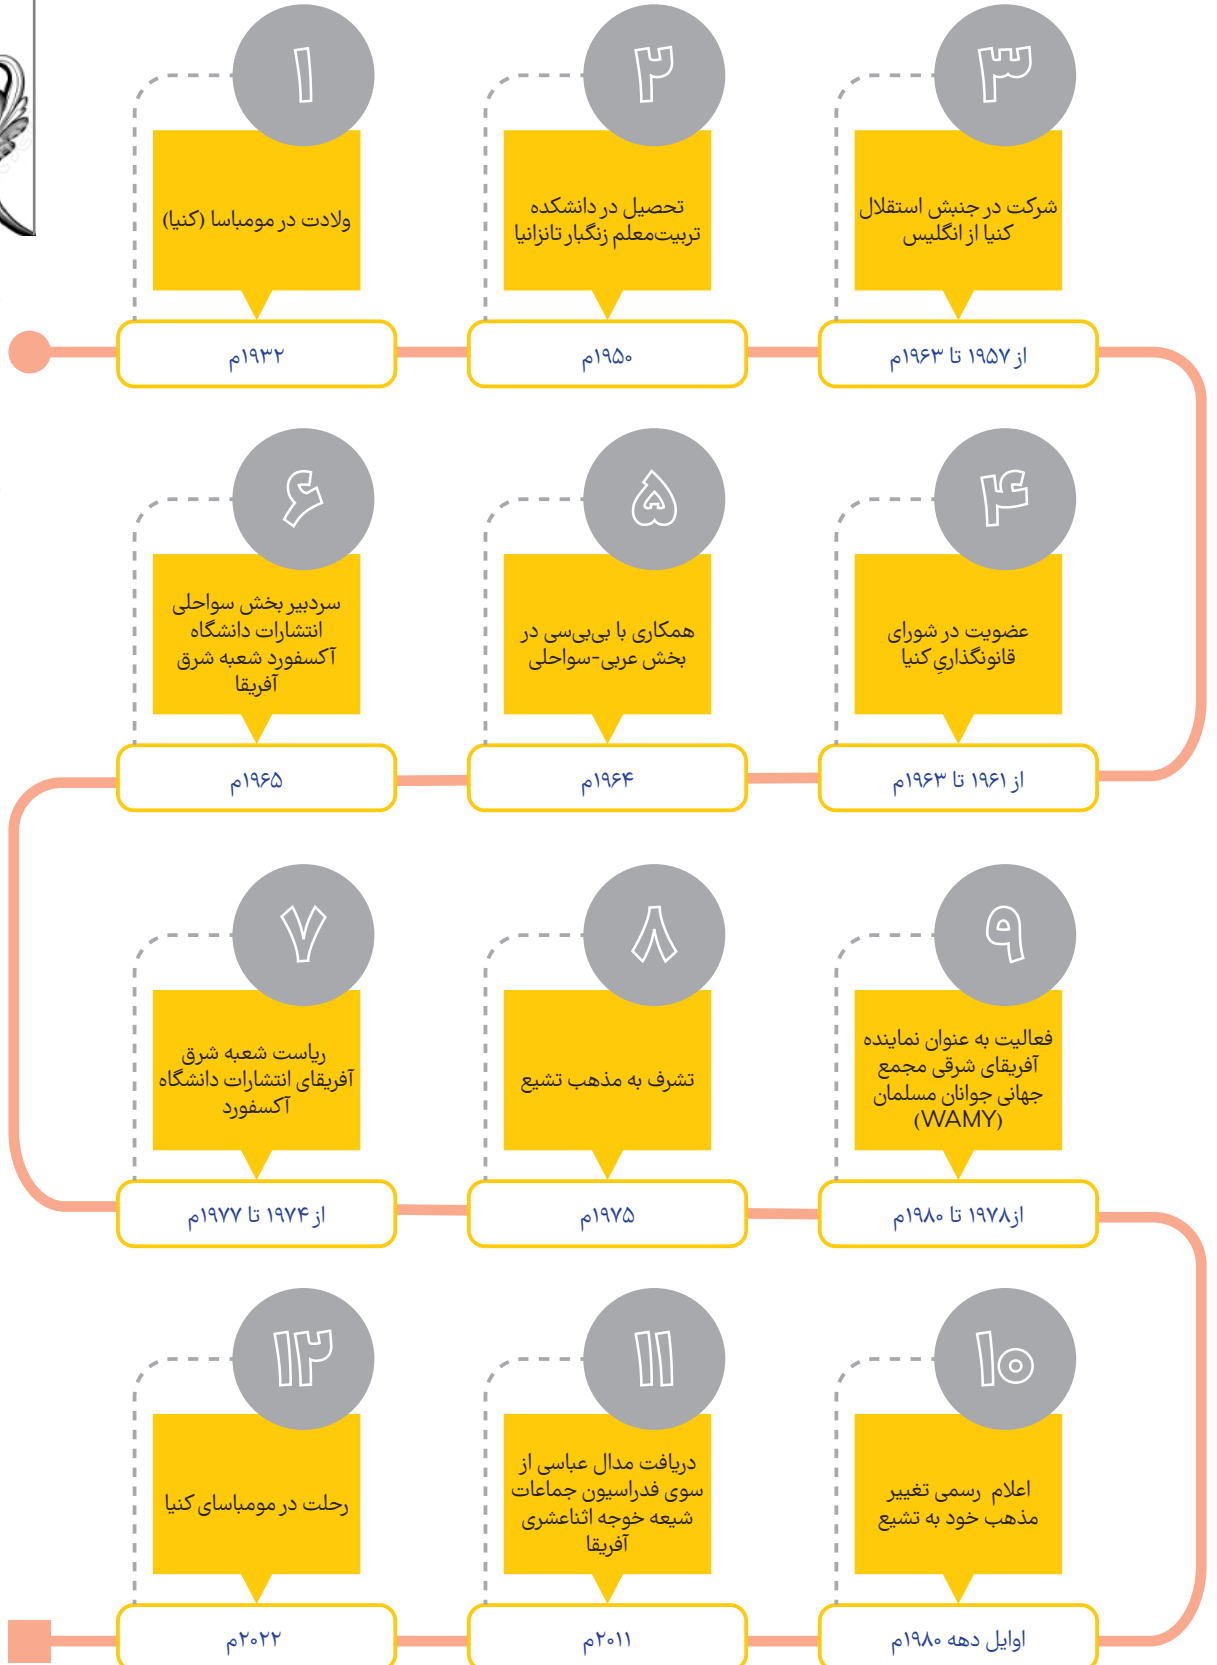 ۱
ولادت در مومباسا (کنیا)
۱۹۳۲م
۲
تحصیل در دانشکده
تربیت‌معلم زنگبار تانزانیا
۱۹۵۰م
۳
شرکت در جنبش استقلال
کنیا از انگلیس
از ۱۹۵۷ تا ۱۹۶۳م
۴
عضویت در شورای
قانونگذاریِ کنیا
از ۱۹۶۱ تا ۱۹۶۳م
۵
همکاری با بی‌بی‌سی در
بخش عربی-سواحلی
۱۹۶۴م
۶
سردبیر بخش سواحلی
انتشارات دانشگاه
آکسفورد شعبه شرق
آفریقا
۱۹۶۵م
۷
ریاست شعبه شرق
آفریقای انتشارات دانشگاه
آکسفورد
از ۱۹۷۴ تا ۱۹۷۷م
۸
تشرف به مذهب تشیع
۱۹۷۵م
۹
فعالیت به عنوان نماینده
آفریقای شرقی مجمع
جهانی جوانان مسلمان
(WAMY)
از۱۹۷۸ تا ۱۹۸۰م
۱۰
اعلام رسمی تغییر
مذهب خود به تشیع
اوایل دهه ۱۹۸۰م
۱۱
دریافت مدال عباسی از
سوی فدراسیون جماعات
شیعه خوجه اثناعشری
آفریقا
۲۰۱۱م
۱۲
رحلت در مومباسای کنیا
۲۰۲۲م